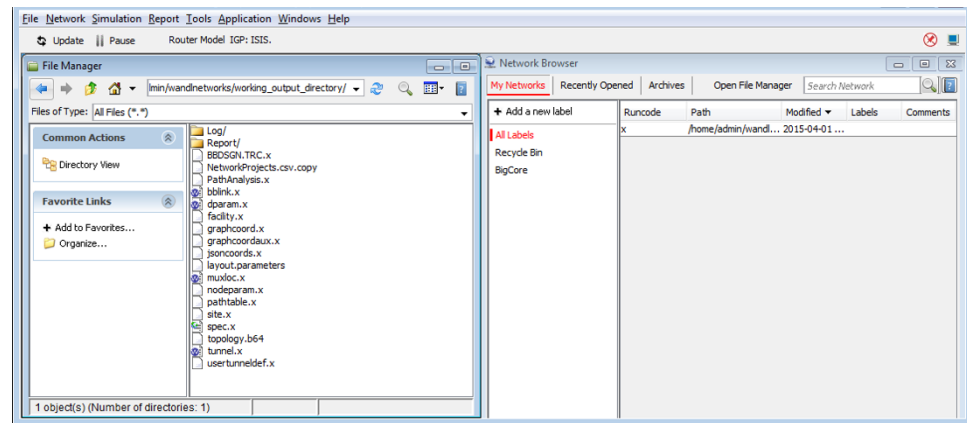 File Network Simulation Report Tools Application Windows Help
Update Pause Router Model IGP: ISIS.
File Manager
lmin/wandlnetworks/working_output_directory/
Files of Type: All Files (*.*)
Common Actions
Directory View
Favorite Links
Add to Favorites...
Organize...
Log/
Report/
BBDSGN.TRC.x
NetworkProjects.csv.copy
PathAnalysis.x
bblink.x
dparam.x
facility.x
graphcoord.x
graphcoordaux.x
jsoncoords.x
layout.parameters
muxloc.x
nodeparam.x
pathtable.x
site.x
spec.x
topology.b64
tunnel.x
usertunneldef.x
1 object(s) (Number of directories: 1)
Network Browser
My Networks Recently Opened Archives Open File Manager Search Network
+ Add a new label
All Labels
Recycle Bin
BigCore
Runcode Path Modified Labels Comments
x /home/admin/wandl... 2015-04-01 ...